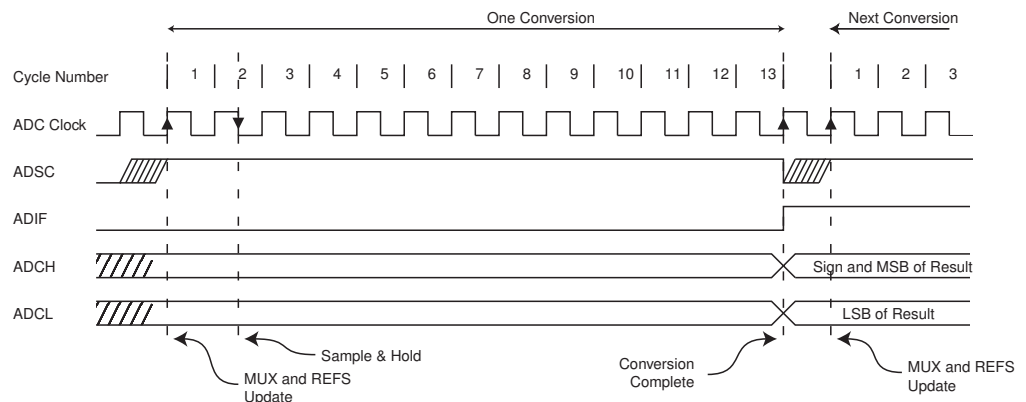 One Conversion
Next Conversion
Cycle Number 1 2 3 4 5 6 7 8 9 10 11 12 13 1 2 3
ADC Clock
ADSC
ADIF
ADCH
Sign and MSB of Result
ADCL
LSB of Result
Sample & Hold
MUX and REFS
Update
Conversion
Complete
MUX and REFS
Update